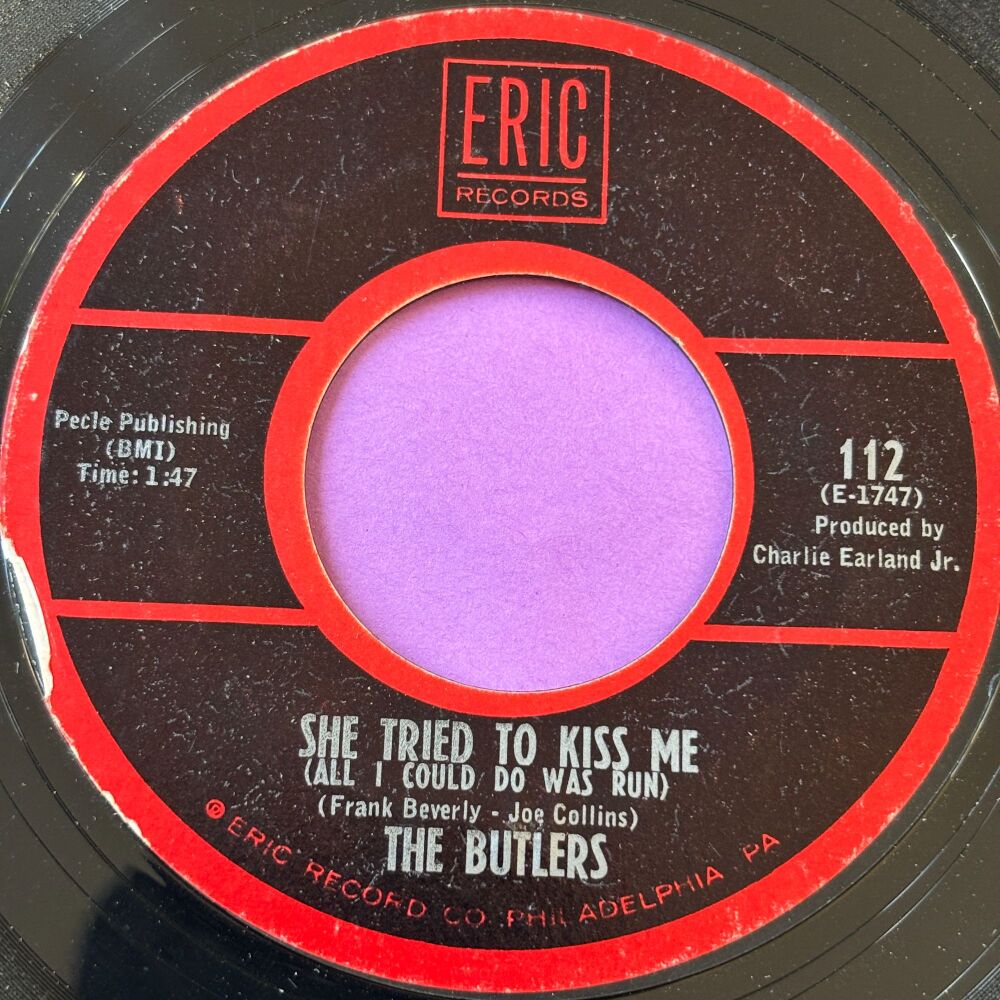 ERIC
RECORDS
Pecle Publishing
(BMI)
Time: 1:47
112
(E-1747)
Produced by
Charlie Earland Jr.
SHE TRIED TO KISS ME
(ALL I COULD DO WAS RUN)
(Frank Beverly - Joe Collins)
THE BUTLERS
℗ ERIC RECORD CO. PHILADELPHIA PA